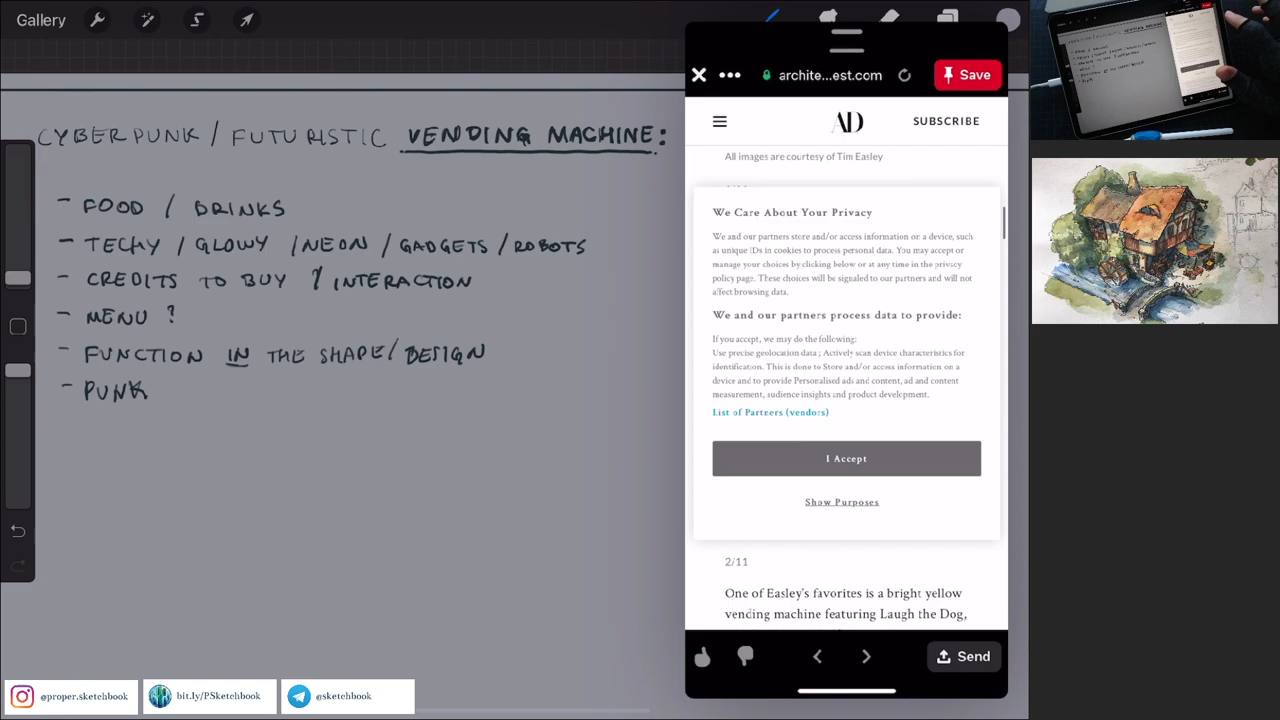 Gallery
CYBERPUNK / FUTURISTIC VENDING MACHINE:
- FOOD / DRINKS
- TECHY / GLOWY / NEON / GADGETS / ROBOTS
- CREDITS TO BUY / INTERACTION
- MENU ?
- FUNCTION IN THE SHAPE / DESIGN
- PUNK
archite...est.com
Save
AD
SUBSCRIBE
All images are courtesy of Tim Easley
We Care About Your Privacy
We and our partners store and/or access information on a device, such
as unique IDs in cookies to process personal data. You may accept or
manage your choices by clicking below or at any time in the privacy
policy page. These choices will be signaled to our partners and will not
affect browsing data.
We and our partners process data to provide:
If you accept, we may do the following:
Use precise geolocation data ; Actively scan device characteristics for
identification. This is done to Store and/or access information on a
device and to provide Personalised ads and content, ad and content
measurement, audience insights and product development.
List of Partners (vendors)
I Accept
Show Purposes
2/11
One of Easley's favorites is a bright yellow
vending machine featuring Laugh the Dog,
Send
@proper.sketchbook
bit.ly/PSketchbook
@sketchbook